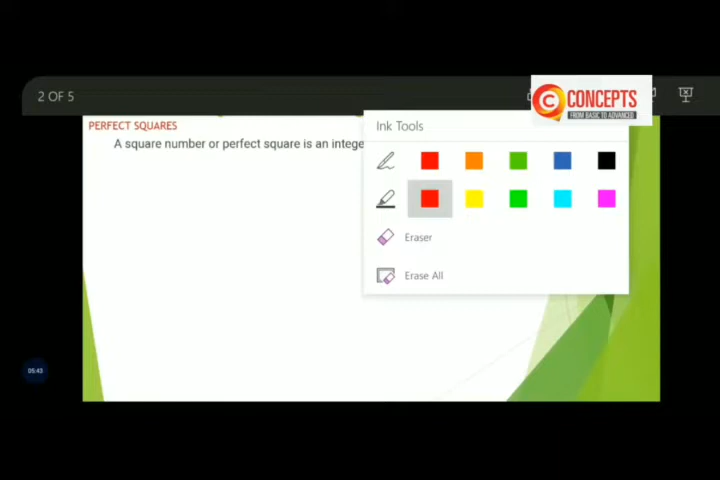 2 OF 5
C CONCEPTS
FROM BASIC TO ADVANCED
Ink Tools
PERFECT SQUARES
A square number or perfect square is an intege
Eraser
Erase All
05:43